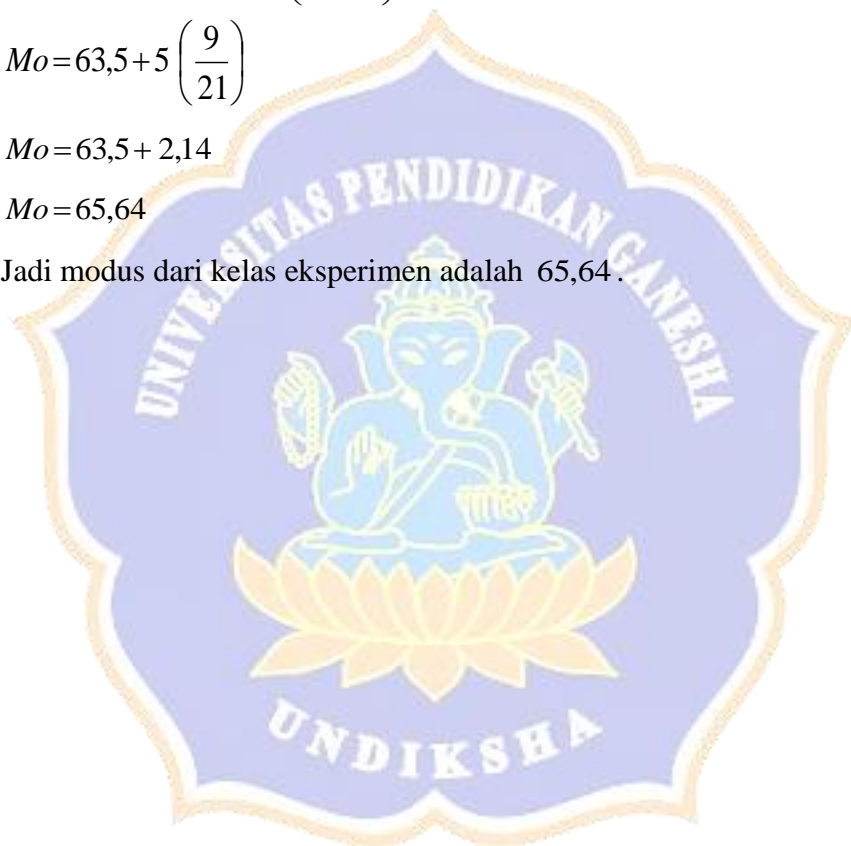 Mo = 63,5 + 5 (9/21)
Mo = 63,5 + 2,14
Mo = 65,64
Jadi modus dari kelas eksperimen adalah 65,64.
UNIVERSITAS PENDIDIKAN GANESHA
UNDIKSHA